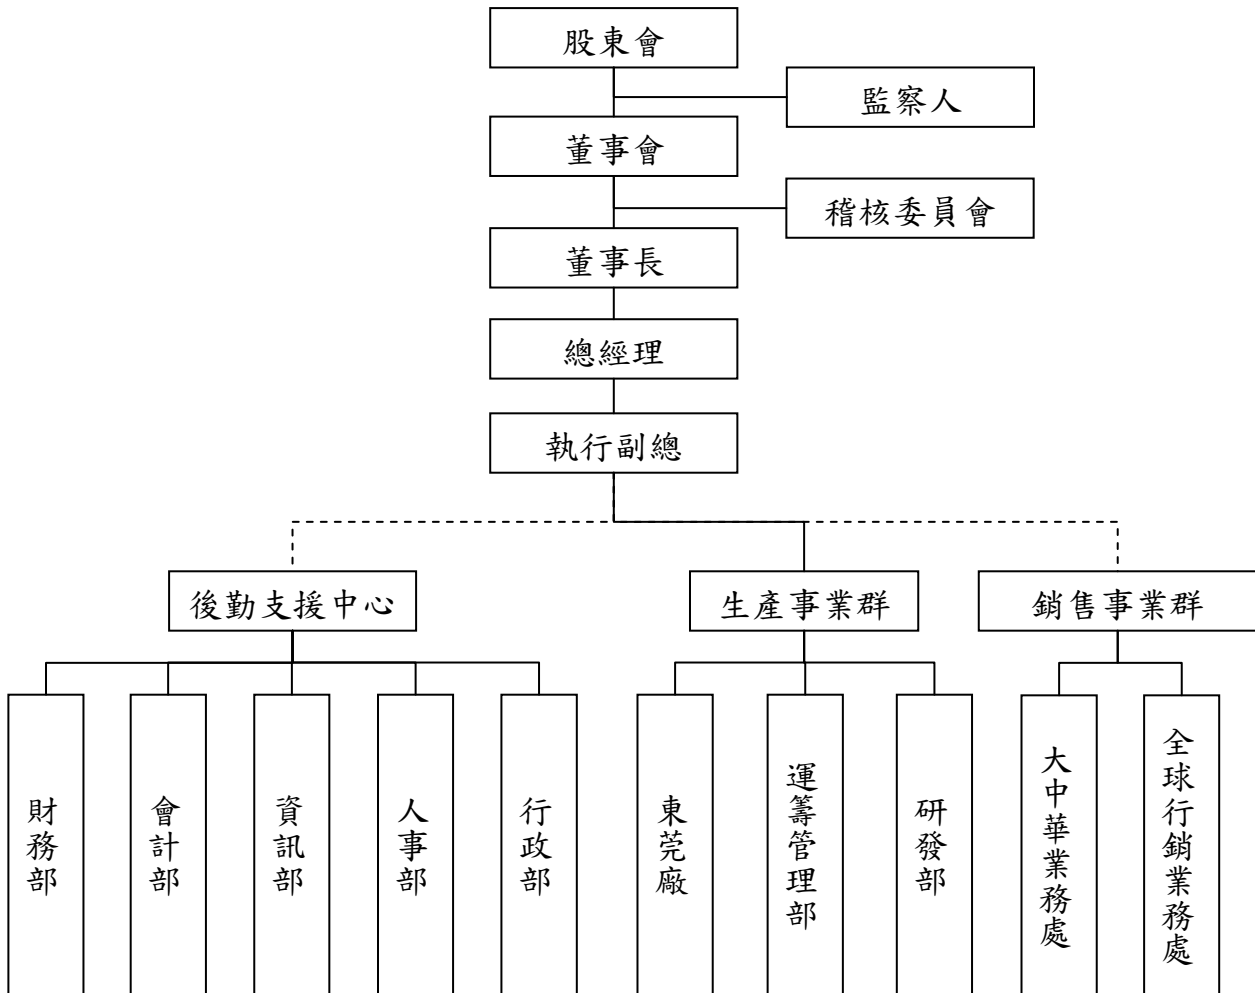 股東會
監察人
董事會
稽核委員會
董事長
總經理
執行副總
後勤支援中心
生產事業群
銷售事業群
財務部
會計部
資訊部
人事部
行政部
東莞廠
運籌管理部
研發部
大中華業務處
全球行銷業務處